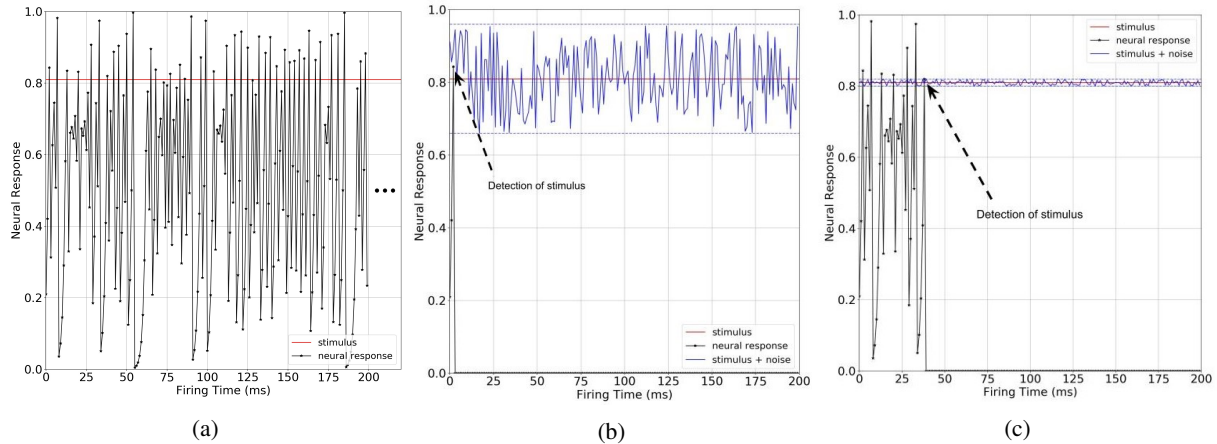 1.0
0.8
0.6
0.4
0.2
0.0
Neural Response
0 25 50 75 100 125 150 175 200
Firing Time (ms)
stimulus
neural response
(a)
1.0
0.8
0.6
0.4
0.2
0.0
Neural Response
0 25 50 75 100 125 150 175 200
Firing Time (ms)
Detection of stimulus
stimulus
neural response
stimulus + noise
(b)
1.0
0.8
0.6
0.4
0.2
0.0
Neural Response
0 25 50 75 100 125 150 175 200
Firing Time (ms)
stimulus
neural response
stimulus + noise
Detection of stimulus
(c)